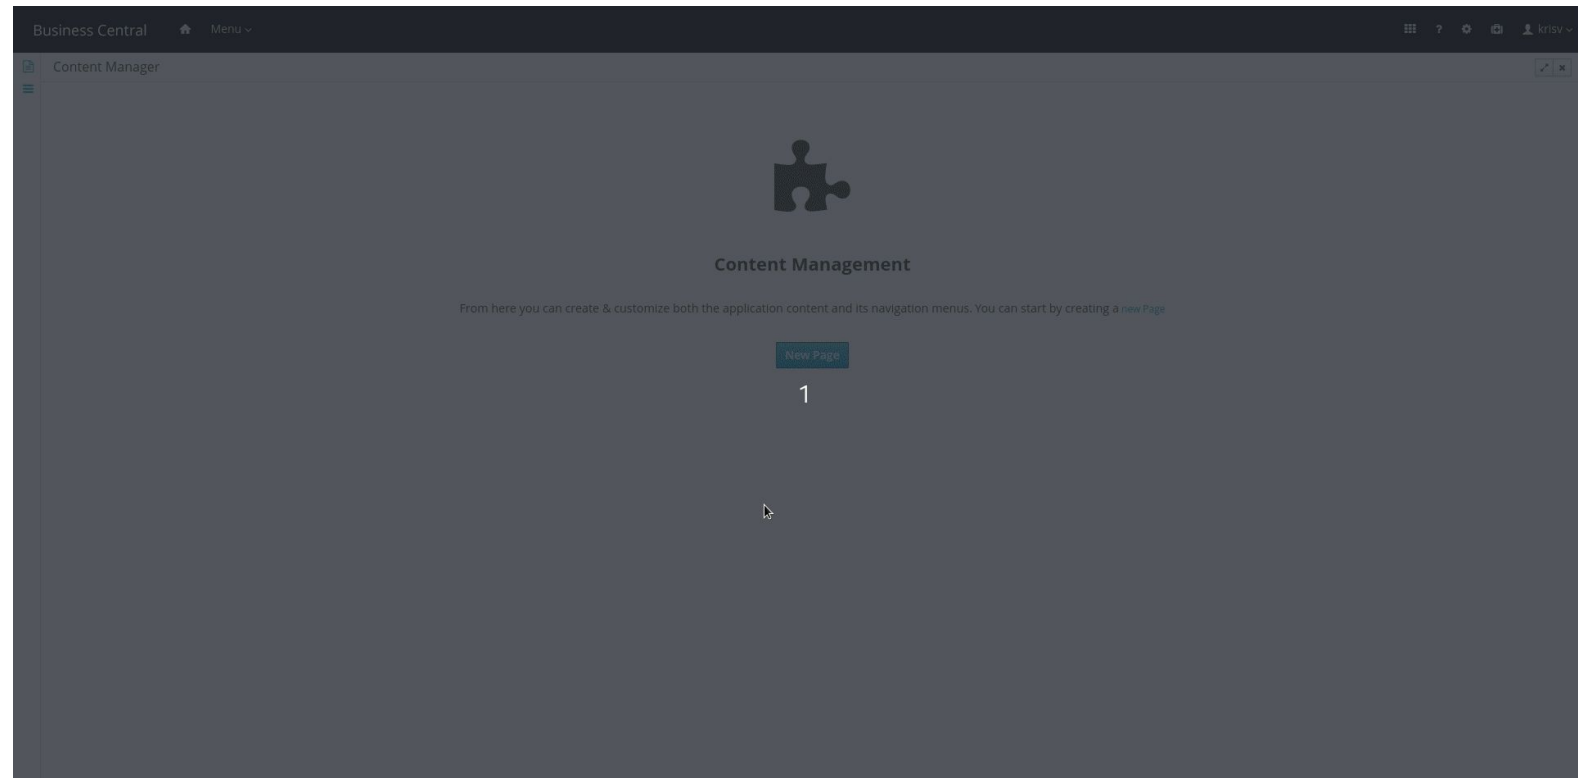 Business Central Menu ? krisv
Content Manager
Content Management
From here you can create & customize both the application content and its navigation menus. You can start by creating a new Page
New Page
1